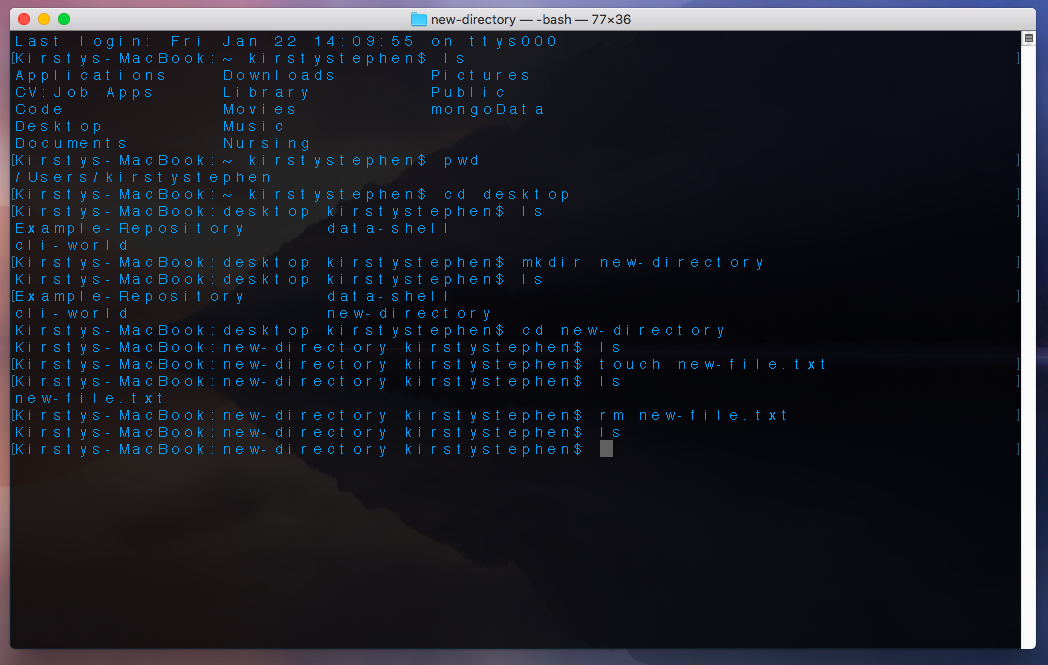 new-directory — -bash — 77×36
Last login: Fri Jan 22 14:09:55 on ttys000
[Kirstys-MacBook:~ kirstystephen$ ls ]
Applications Downloads Pictures
CV:Job Apps Library Public
Code Movies mongoData
Desktop Music
Documents Nursing
[Kirstys-MacBook:~ kirstystephen$ pwd ]
/Users/kirstystephen
[Kirstys-MacBook:~ kirstystephen$ cd desktop ]
[Kirstys-MacBook:desktop kirstystephen$ ls ]
Example-Repository data-shell
cli-world
[Kirstys-MacBook:desktop kirstystephen$ mkdir new-directory ]
Kirstys-MacBook:desktop kirstystephen$ ls
[Example-Repository data-shell ]
cli-world new-directory
Kirstys-MacBook:desktop kirstystephen$ cd new-directory
Kirstys-MacBook:new-directory kirstystephen$ ls
[Kirstys-MacBook:new-directory kirstystephen$ touch new-file.txt ]
[Kirstys-MacBook:new-directory kirstystephen$ ls ]
new-file.txt
[Kirstys-MacBook:new-directory kirstystephen$ rm new-file.txt ]
Kirstys-MacBook:new-directory kirstystephen$ ls
[Kirstys-MacBook:new-directory kirstystephen$ ]